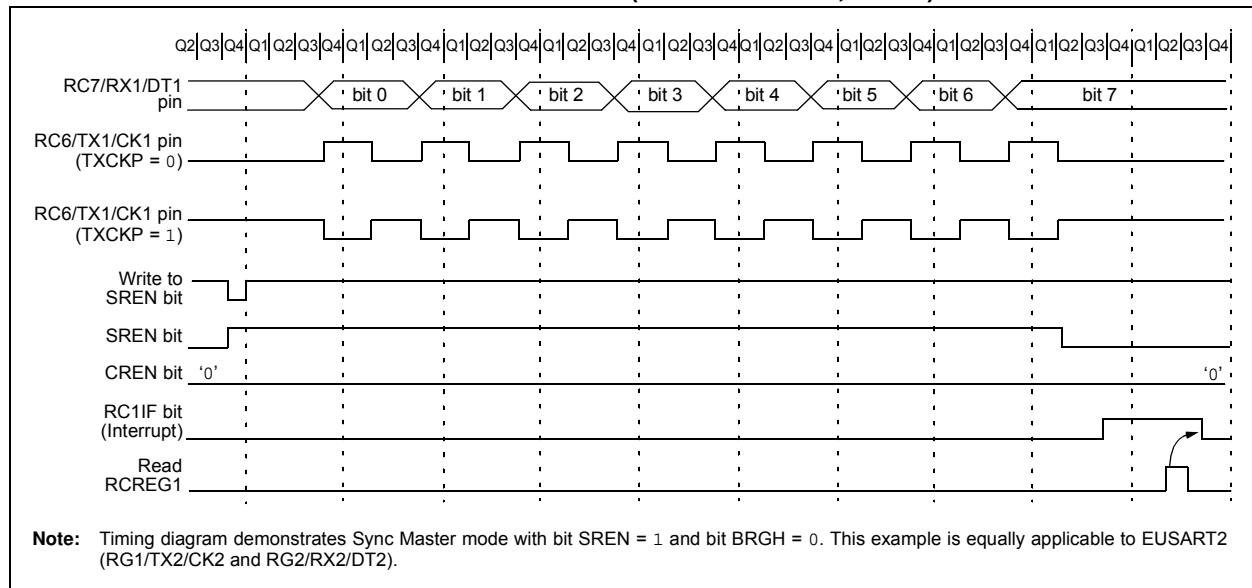 Q2 Q3 Q4 Q1 Q2 Q3 Q4 Q1 Q2 Q3 Q4 Q1 Q2 Q3 Q4 Q1 Q2 Q3 Q4 Q1 Q2 Q3 Q4 Q1 Q2 Q3 Q4 Q1 Q2 Q3 Q4 Q1 Q2 Q3 Q4 Q1 Q2 Q3 Q4 Q1 Q2 Q3 Q4
RC7/RX1/DT1
pin
bit 0 bit 1 bit 2 bit 3 bit 4 bit 5 bit 6 bit 7
RC6/TX1/CK1 pin
(TXCKP = 0)
RC6/TX1/CK1 pin
(TXCKP = 1)
Write to
SREN bit
SREN bit
CREN bit '0' '0'
RC1IF bit
(Interrupt)
Read
RCREG1
Note: Timing diagram demonstrates Sync Master mode with bit SREN = 1 and bit BRGH = 0. This example is equally applicable to EUSART2
(RG1/TX2/CK2 and RG2/RX2/DT2).